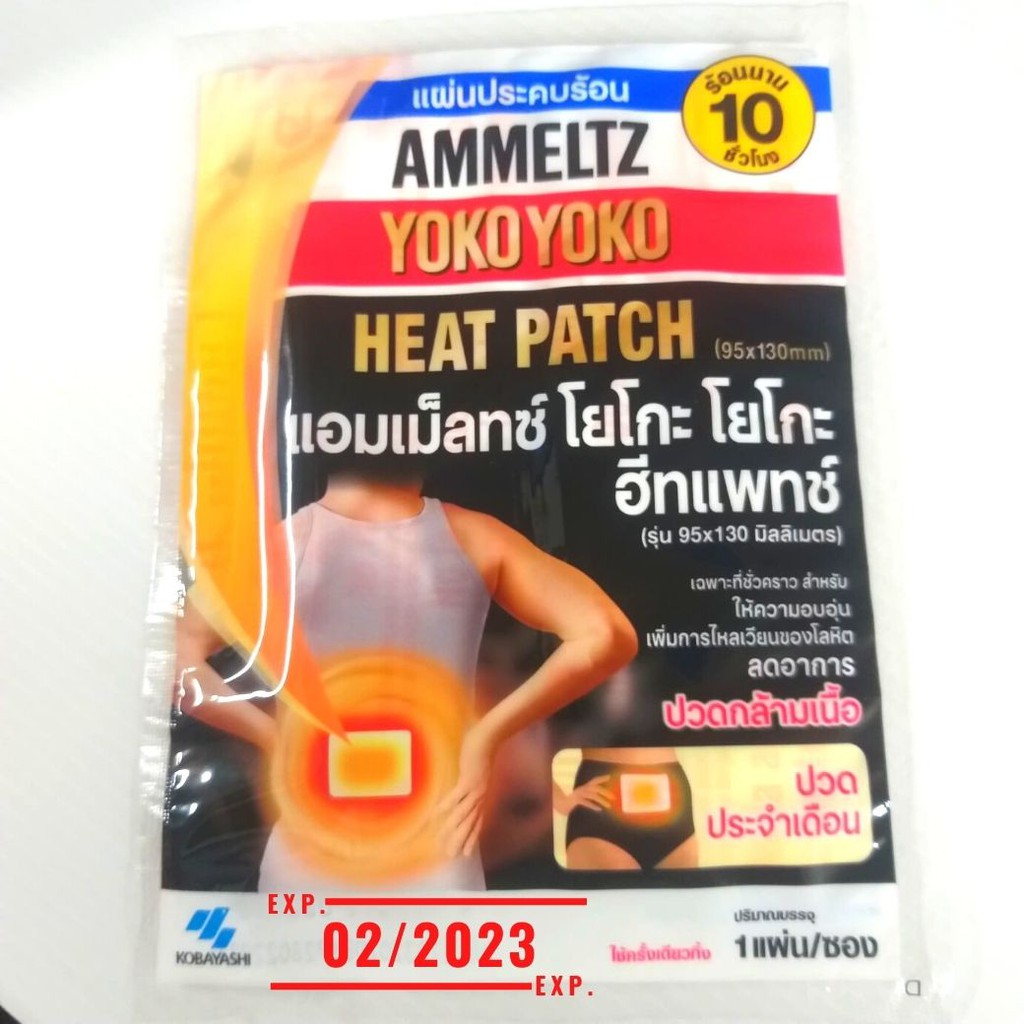 แผ่นประคบร้อน
ร้อนนาน
10
ชั่วโมง
AMMELTZ
YOKO YOKO
HEAT PATCH (95x130mm)
แอมเม็ลทซ์ โยโกะ โยโกะ
ฮีทแพทช์
(รุ่น 95x130 มิลลิเมตร)
เฉพาะที่ชั่วคราว สำหรับ
ให้ความอบอุ่น
เพิ่มการไหลเวียนของโลหิต
ลดอาการ
ปวดกล้ามเนื้อ
ปวด
ประจำเดือน
EXP.
02/2023
EXP.
KOBAYASHI
ใช้ครั้งเดียวทิ้ง
ปริมาณบรรจุ
1 แผ่น/ซอง